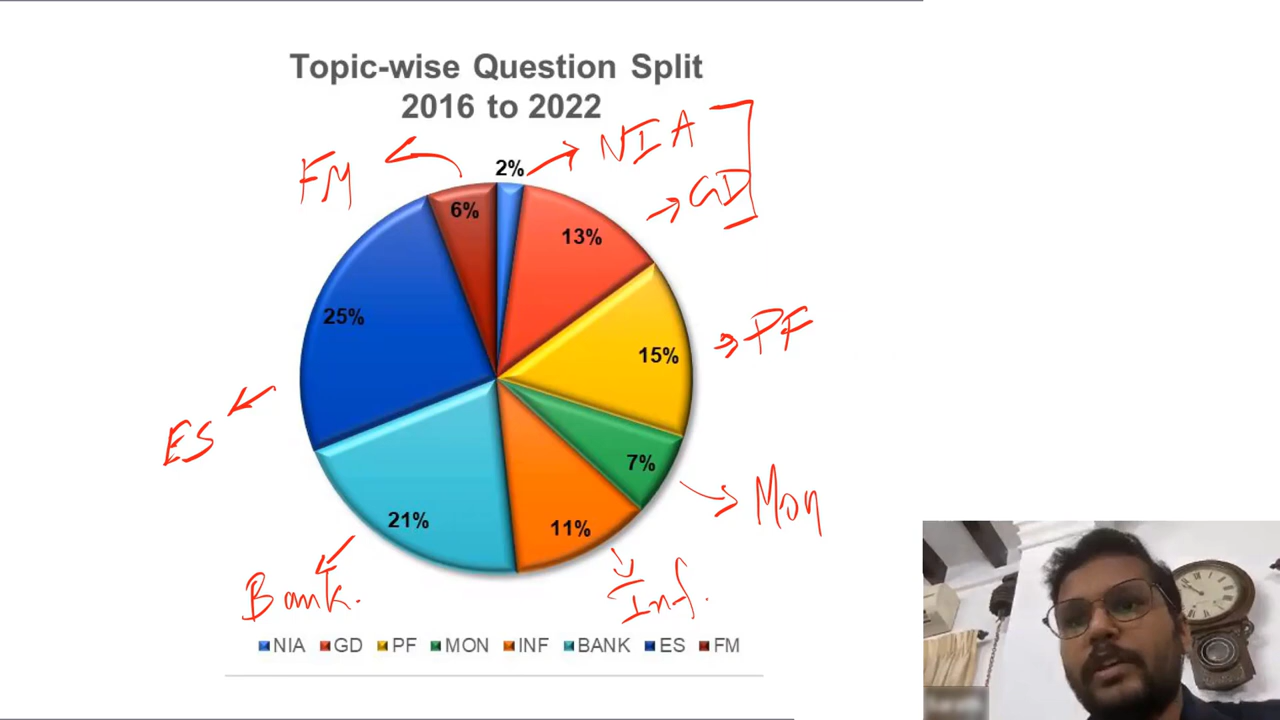 Topic-wise Question Split
2016 to 2022
FM
2%
NIA
GD
6%
13%
25%
15%
PF
ES
7%
Mon
21%
11%
Bank.
Inf.
NIA GD PF MON INF BANK ES FM